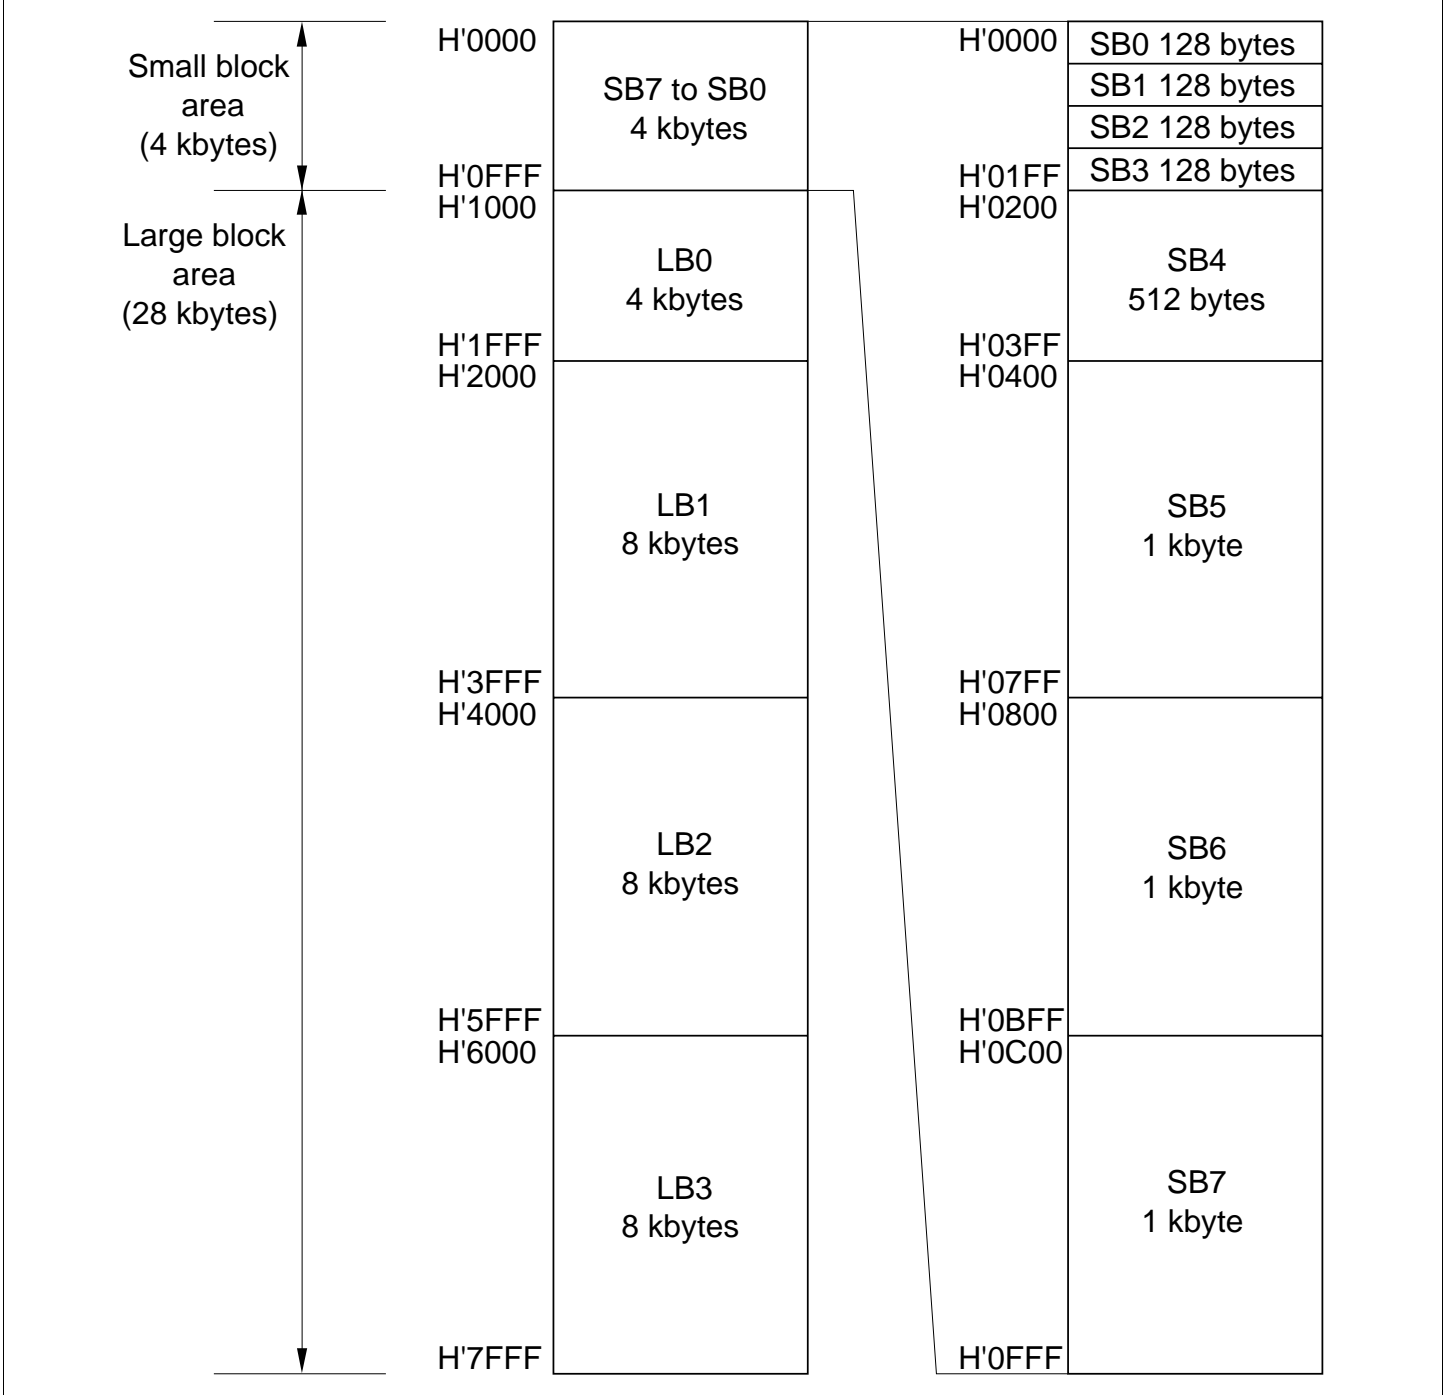 Small block
area
(4 kbytes)
Large block
area
(28 kbytes)
H'0000
SB7 to SB0
4 kbytes
H'0FFF
H'1000
LB0
4 kbytes
H'1FFF
H'2000
LB1
8 kbytes
H'3FFF
H'4000
LB2
8 kbytes
H'5FFF
H'6000
LB3
8 kbytes
H'7FFF
H'0000
SB0 128 bytes
SB1 128 bytes
SB2 128 bytes
SB3 128 bytes
H'01FF
H'0200
SB4
512 bytes
H'03FF
H'0400
SB5
1 kbyte
H'07FF
H'0800
SB6
1 kbyte
H'0BFF
H'0C00
SB7
1 kbyte
H'0FFF